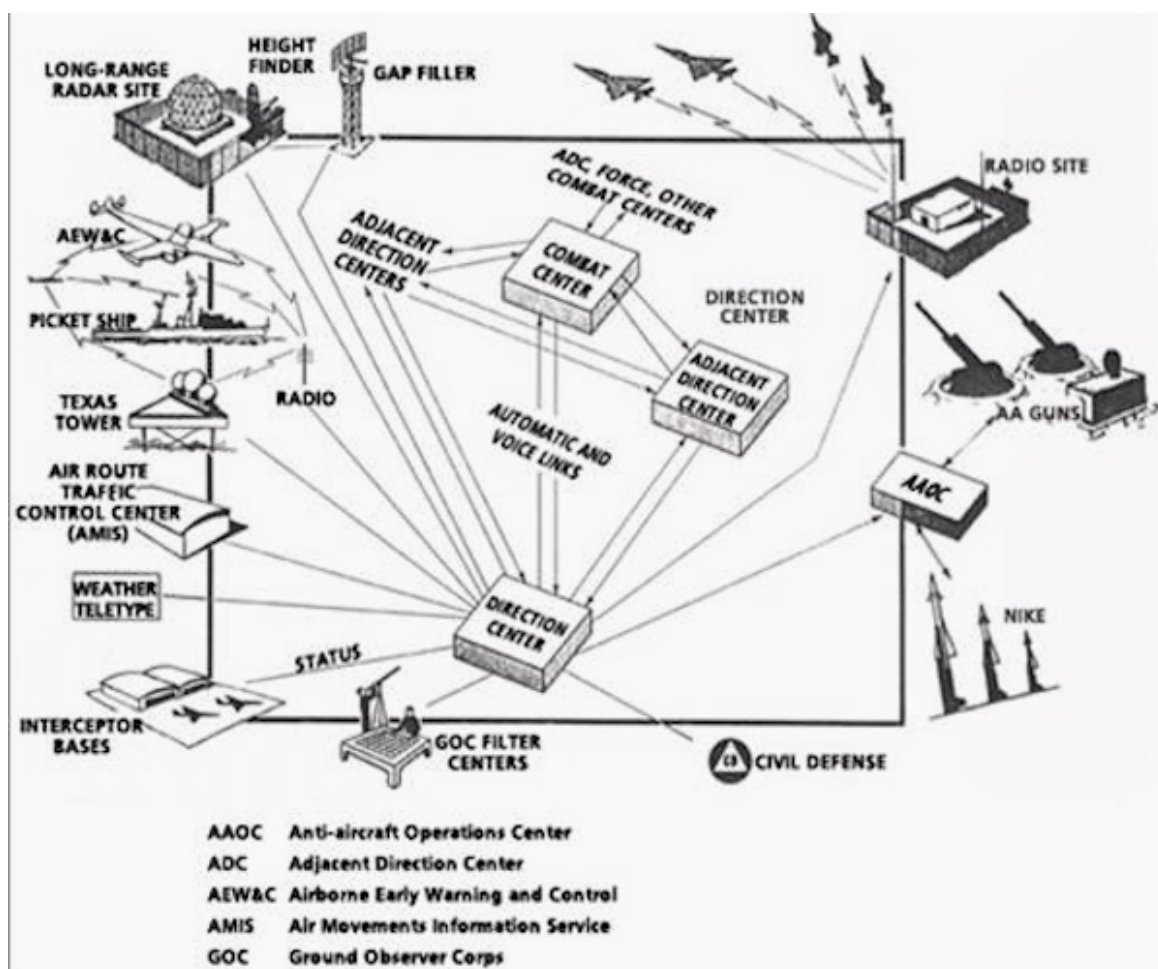 LONG-RANGE
RADAR SITE
HEIGHT
FINDER
GAP FILLER
ADC, FORCE, OTHER
COMBAT CENTERS
RADIO SITE
AEW&C
ADJACENT
DIRECTION
CENTERS
COMBAT
CENTER
DIRECTION
CENTER
PICKET SHIP
ADJACENT
DIRECTION
CENTER
RADIO
TEXAS
TOWER
AUTOMATIC AND
VOICE LINKS
AA GUNS
AIR ROUTE
TRAFFIC
CONTROL CENTER
(AMIS)
AAOC
WEATHER
TELETYPE
DIRECTION
CENTER
NIKE
STATUS
INTERCEPTOR
BASES
GOC FILTER
CENTERS
CD
CIVIL DEFENSE
AAOC Anti-aircraft Operations Center
ADC Adjacent Direction Center
AEW&C Airborne Early Warning and Control
AMIS Air Movements Information Service
GOC Ground Observer Corps